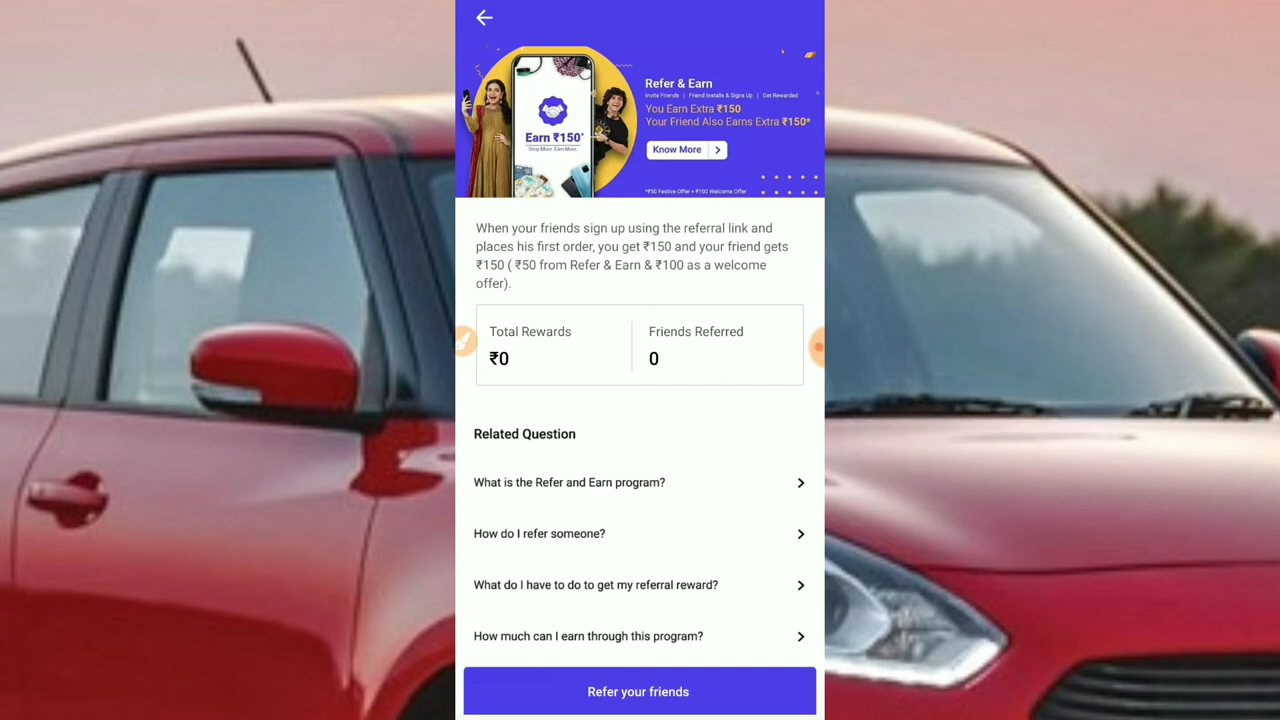 Refer & Earn
Invite Friends | Friend Installs & Signs Up | Get Rewarded
You Earn Extra ₹150
Your Friend Also Earns Extra ₹150*
Earn ₹150*
Shop More. Earn More.
Know More
*₹50 Festive Offer + ₹100 Welcome Offer
When your friends sign up using the referral link and
places his first order, you get ₹150 and your friend gets
₹150 ( ₹50 from Refer & Earn & ₹100 as a welcome
offer).
Total Rewards
₹0
Friends Referred
0
Related Question
What is the Refer and Earn program?
How do I refer someone?
What do I have to do to get my referral reward?
How much can I earn through this program?
Refer your friends